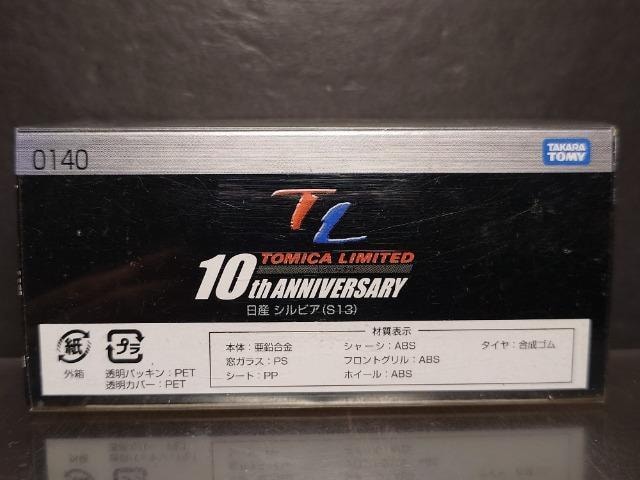 0140
TAKARA
TOMY
TL
TOMICA LIMITED
10th ANNIVERSARY
日産 シルビア(S13)
材質表示
紙
外箱
プラ
透明パッキン:PET
透明カバー:PET
本体:亜鉛合金
シャーシ:ABS
タイヤ:合成ゴム
窓ガラス:PS
フロントグリル:ABS
シート:PP
ホイール:ABS